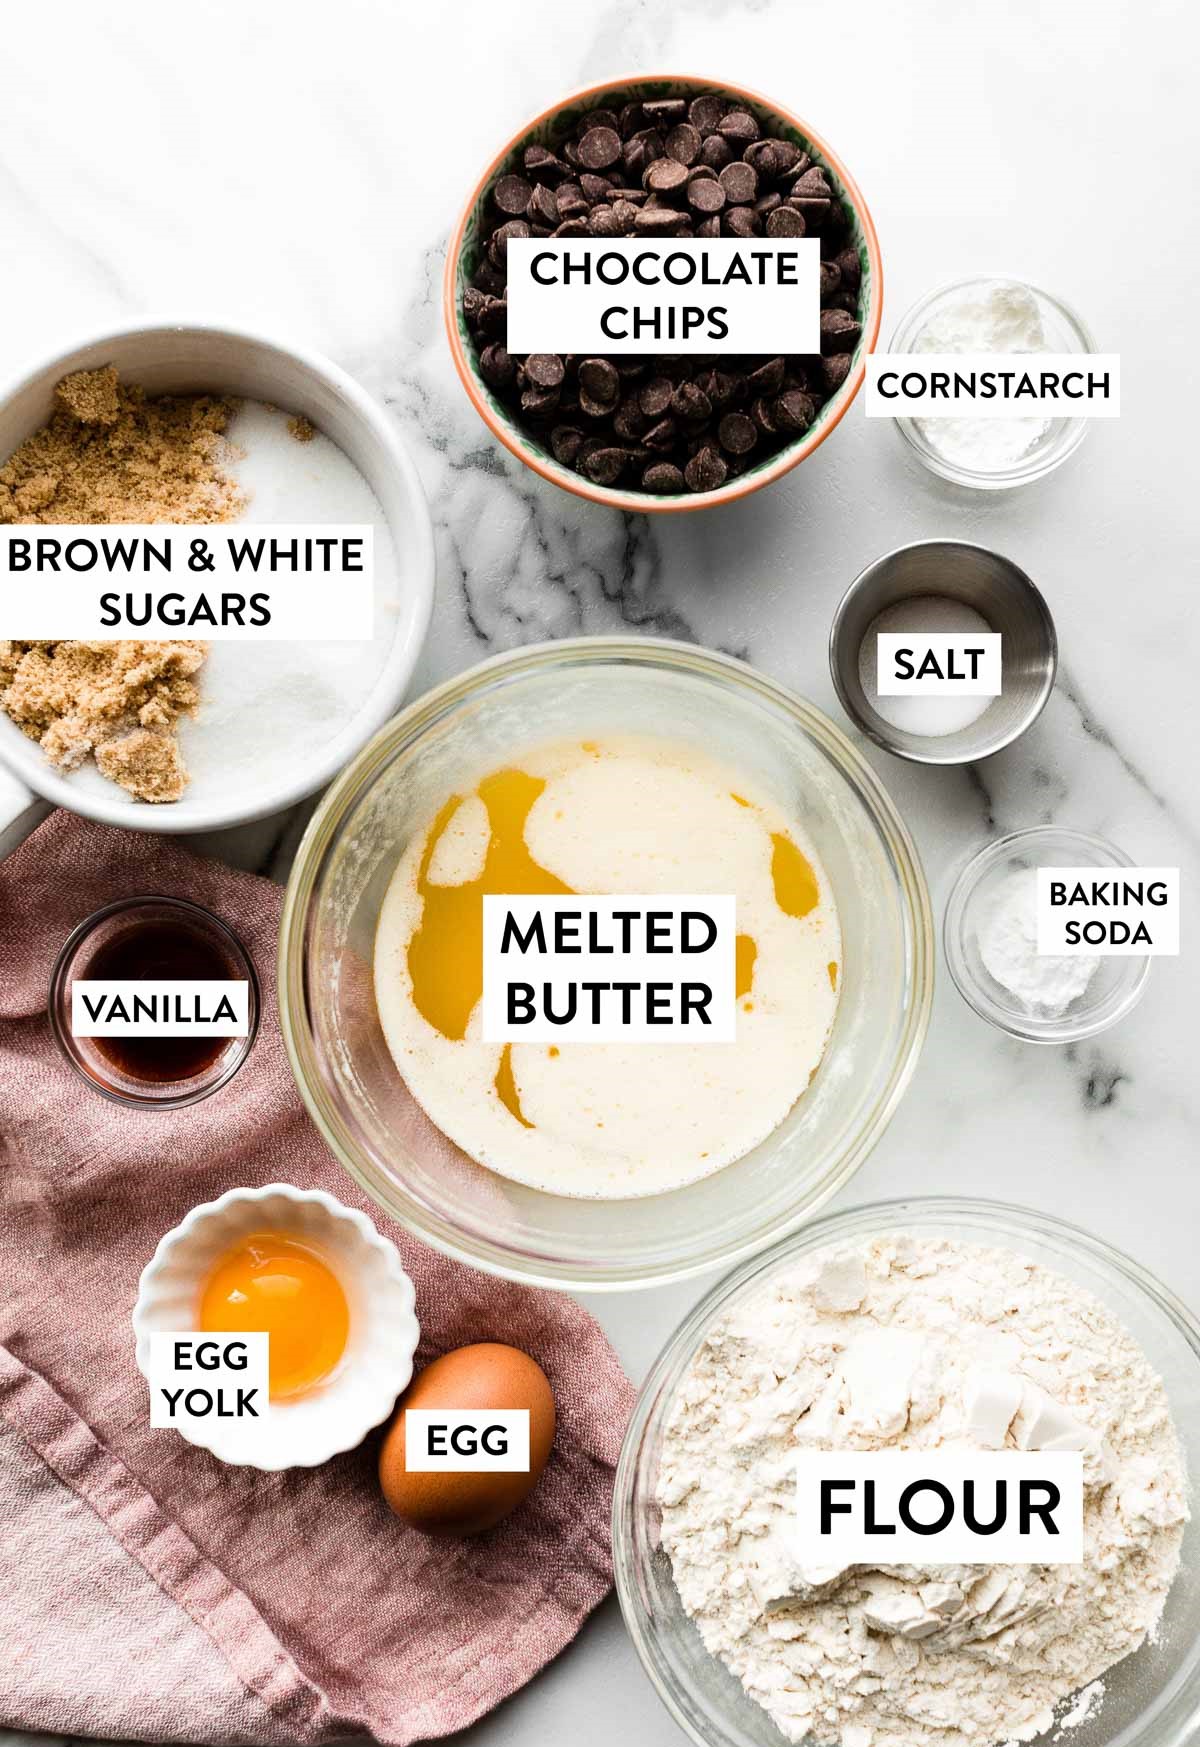 CHOCOLATE
CHIPS
CORNSTARCH
BROWN & WHITE
SUGARS
SALT
MELTED
BUTTER
BAKING
SODA
VANILLA
EGG
YOLK
EGG
FLOUR